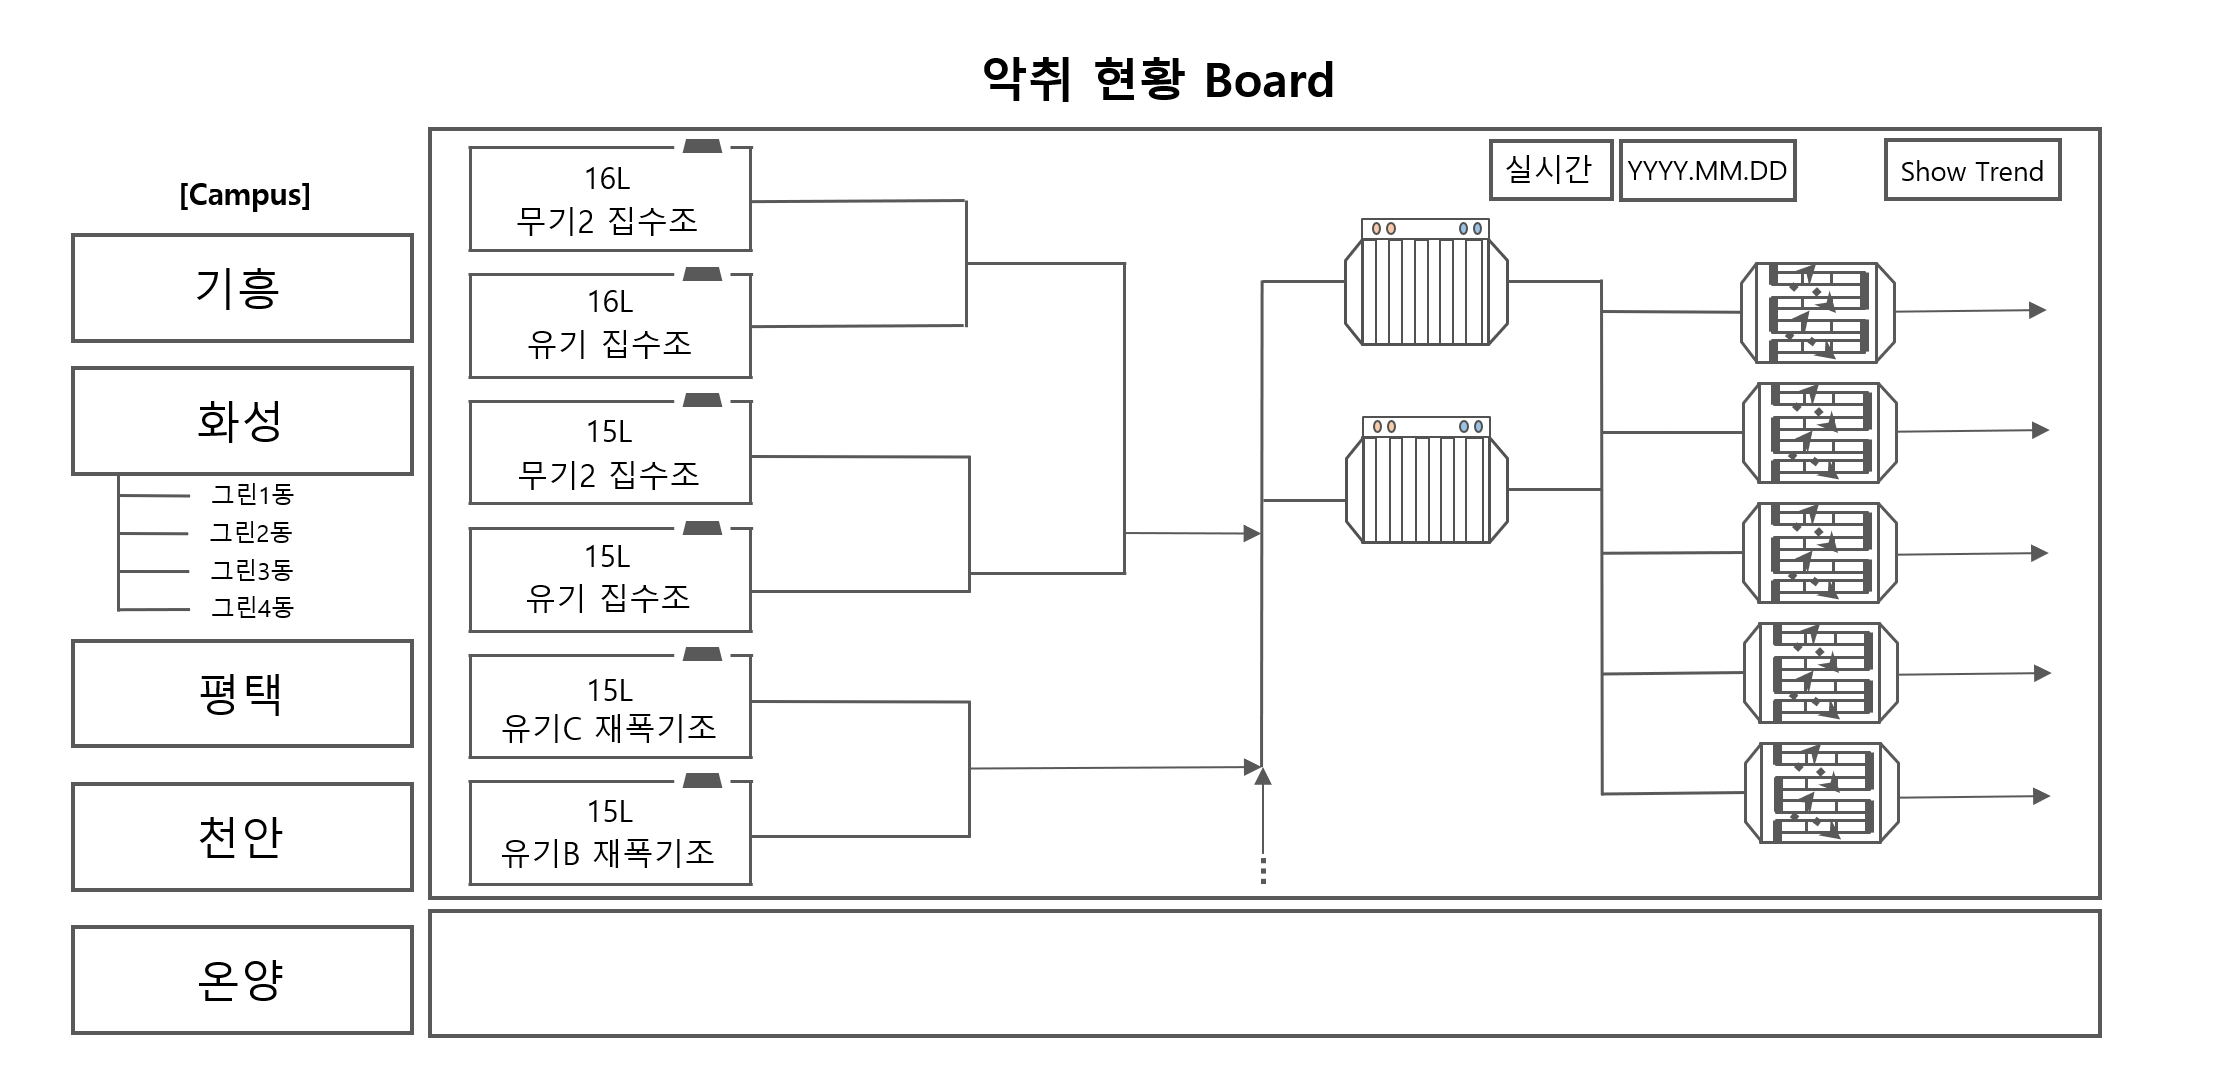 악취 현황 Board
[Campus]
기흥
화성
그린1동
그린2동
그린3동
그린4동
평택
천안
온양
실시간
YYYY.MM.DD
Show Trend
16L
무기2 집수조
16L
유기 집수조
15L
무기2 집수조
15L
유기 집수조
15L
유기C 재폭기조
15L
유기B 재폭기조